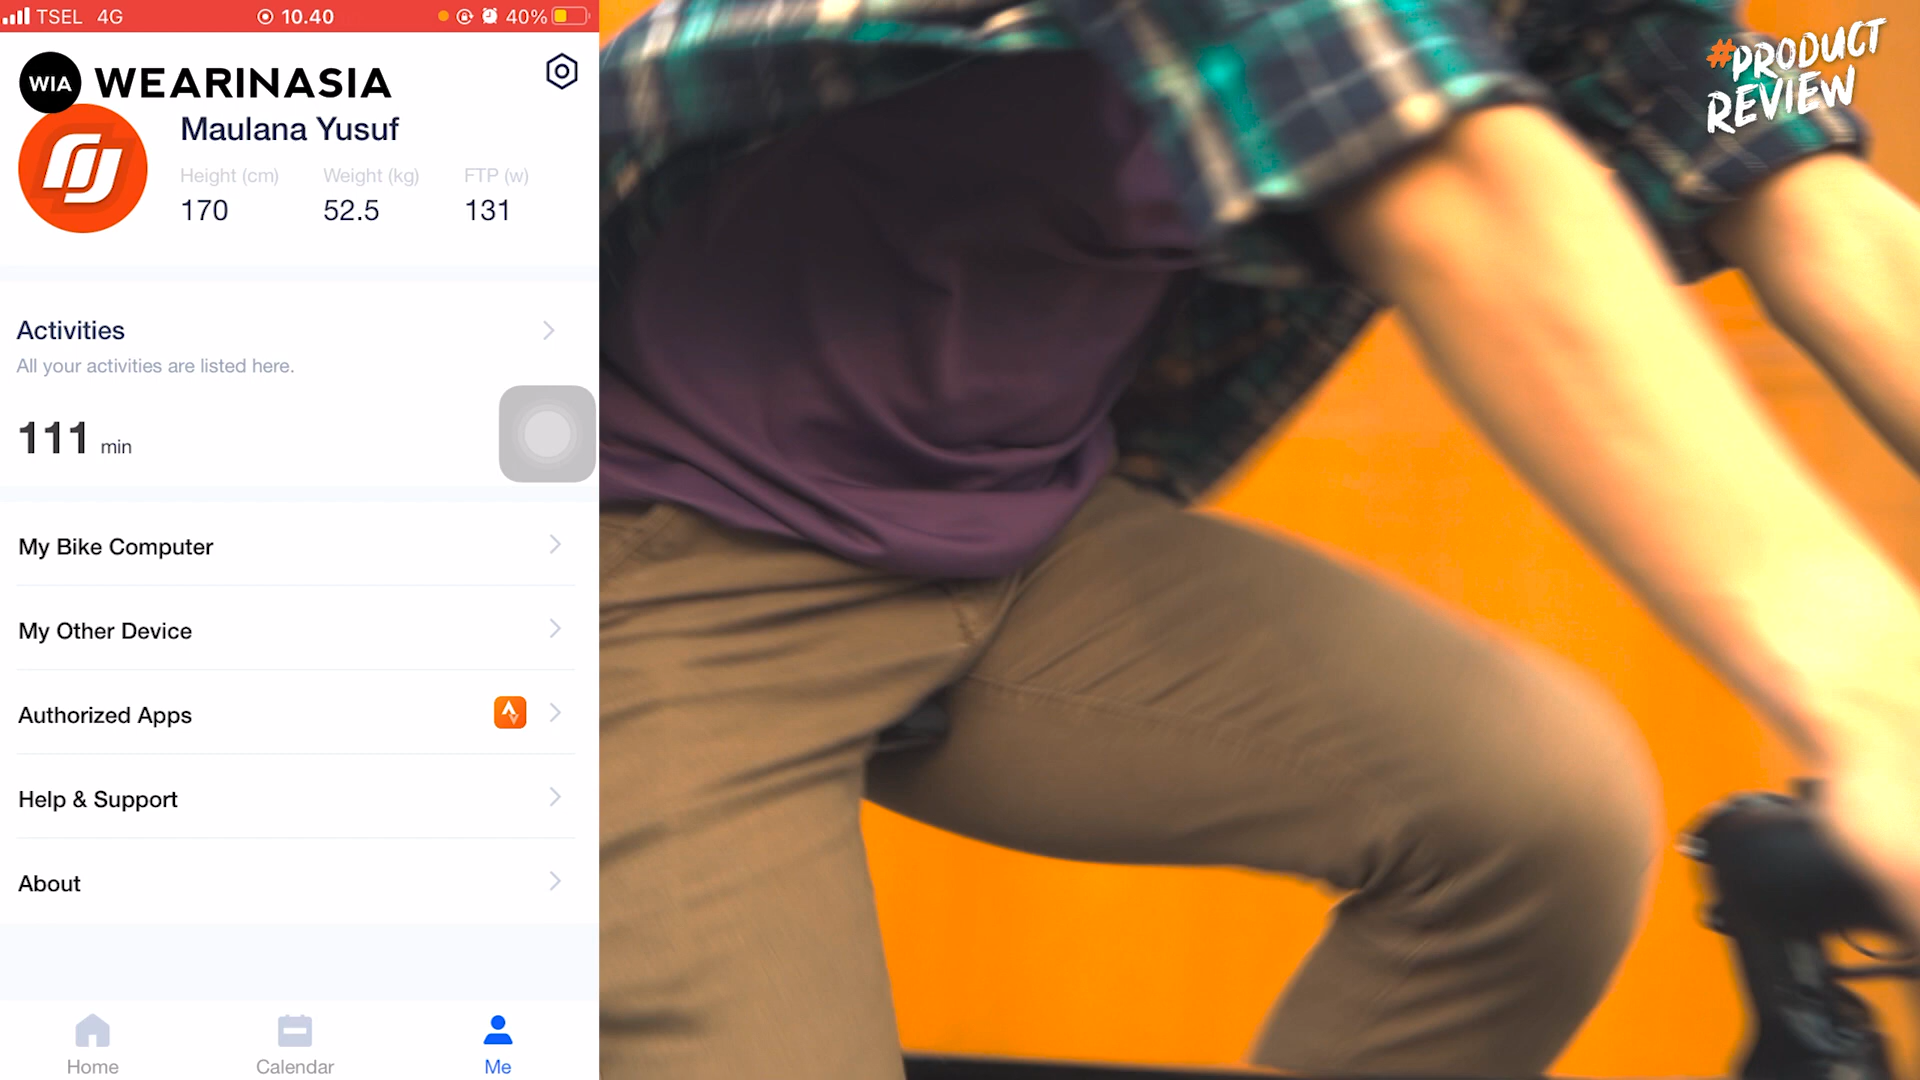 TSEL 4G 10.40 40%
WIA WEARINASIA
Maulana Yusuf
Height (cm) Weight (kg) FTP (w)
170 52.5 131
Activities
All your activities are listed here.
111 min
My Bike Computer
My Other Device
Authorized Apps
Help & Support
About
Home Calendar Me
#PRODUCT
REVIEW